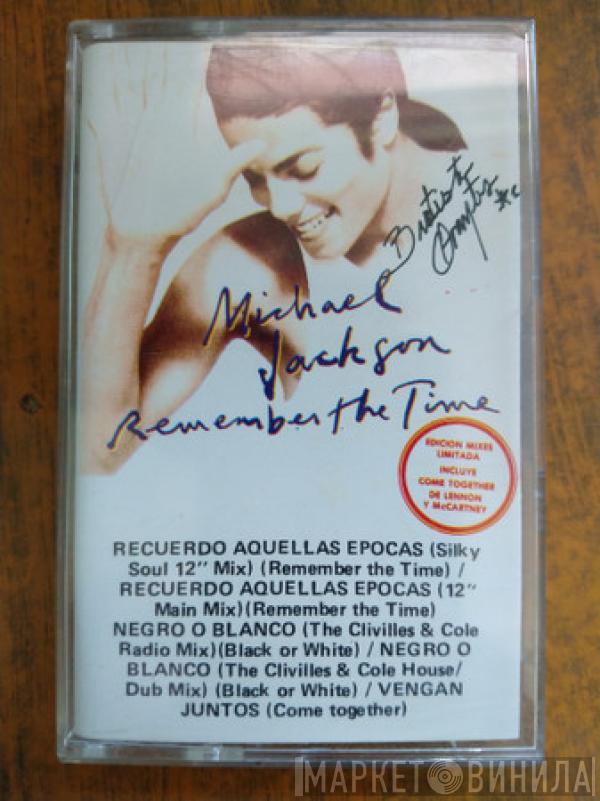 Michael
Jackson
Remember the Time
EDICION MIXES
LIMITADA
INCLUYE
COME TOGETHER
DE LENNON
Y McCARTNEY
RECUERDO AQUELLAS EPOCAS (Silky
Soul 12” Mix) (Remember the Time) /
RECUERDO AQUELLAS EPOCAS (12”
Main Mix)(Remember the Time)
NEGRO O BLANCO (The Clivilles & Cole
Radio Mix)(Black or White) / NEGRO O
BLANCO (The Clivilles & Cole House/
Dub Mix) (Black or White) / VENGAN
JUNTOS (Come together)
МАРКЕТ ВИНИЛА